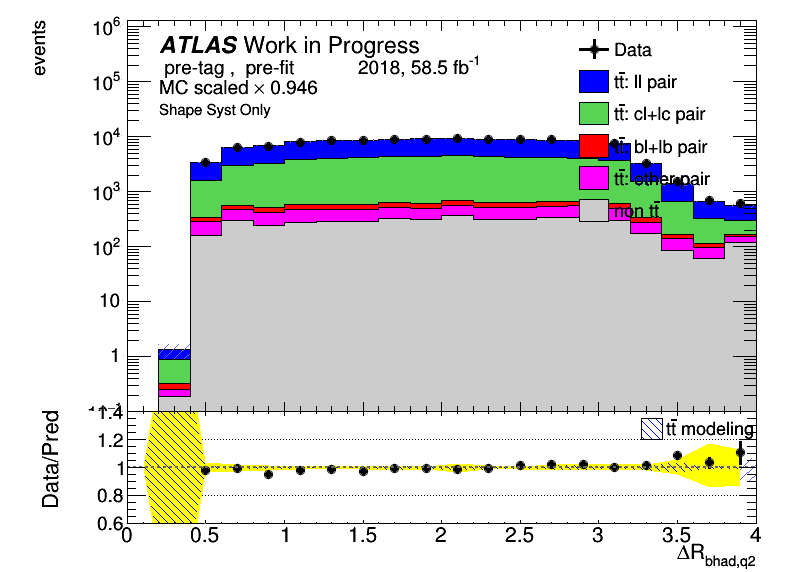 events
10^6
10^5
10^4
10^3
10^2
10
1
ATLAS Work in Progress
pre-tag , pre-fit 2018, 58.5 fb^-1
MC scaled × 0.946
Shape Syst Only
Data
tt̄: ll pair
tt̄: cl+lc pair
tt̄: bl+lb pair
tt̄: other pair
non tt̄
Data/Pred
1.4
1.2
1
0.8
0.6
tt̄ modeling
0 0.5 1 1.5 2 2.5 3 3.5 4
ΔR_bhad,q2